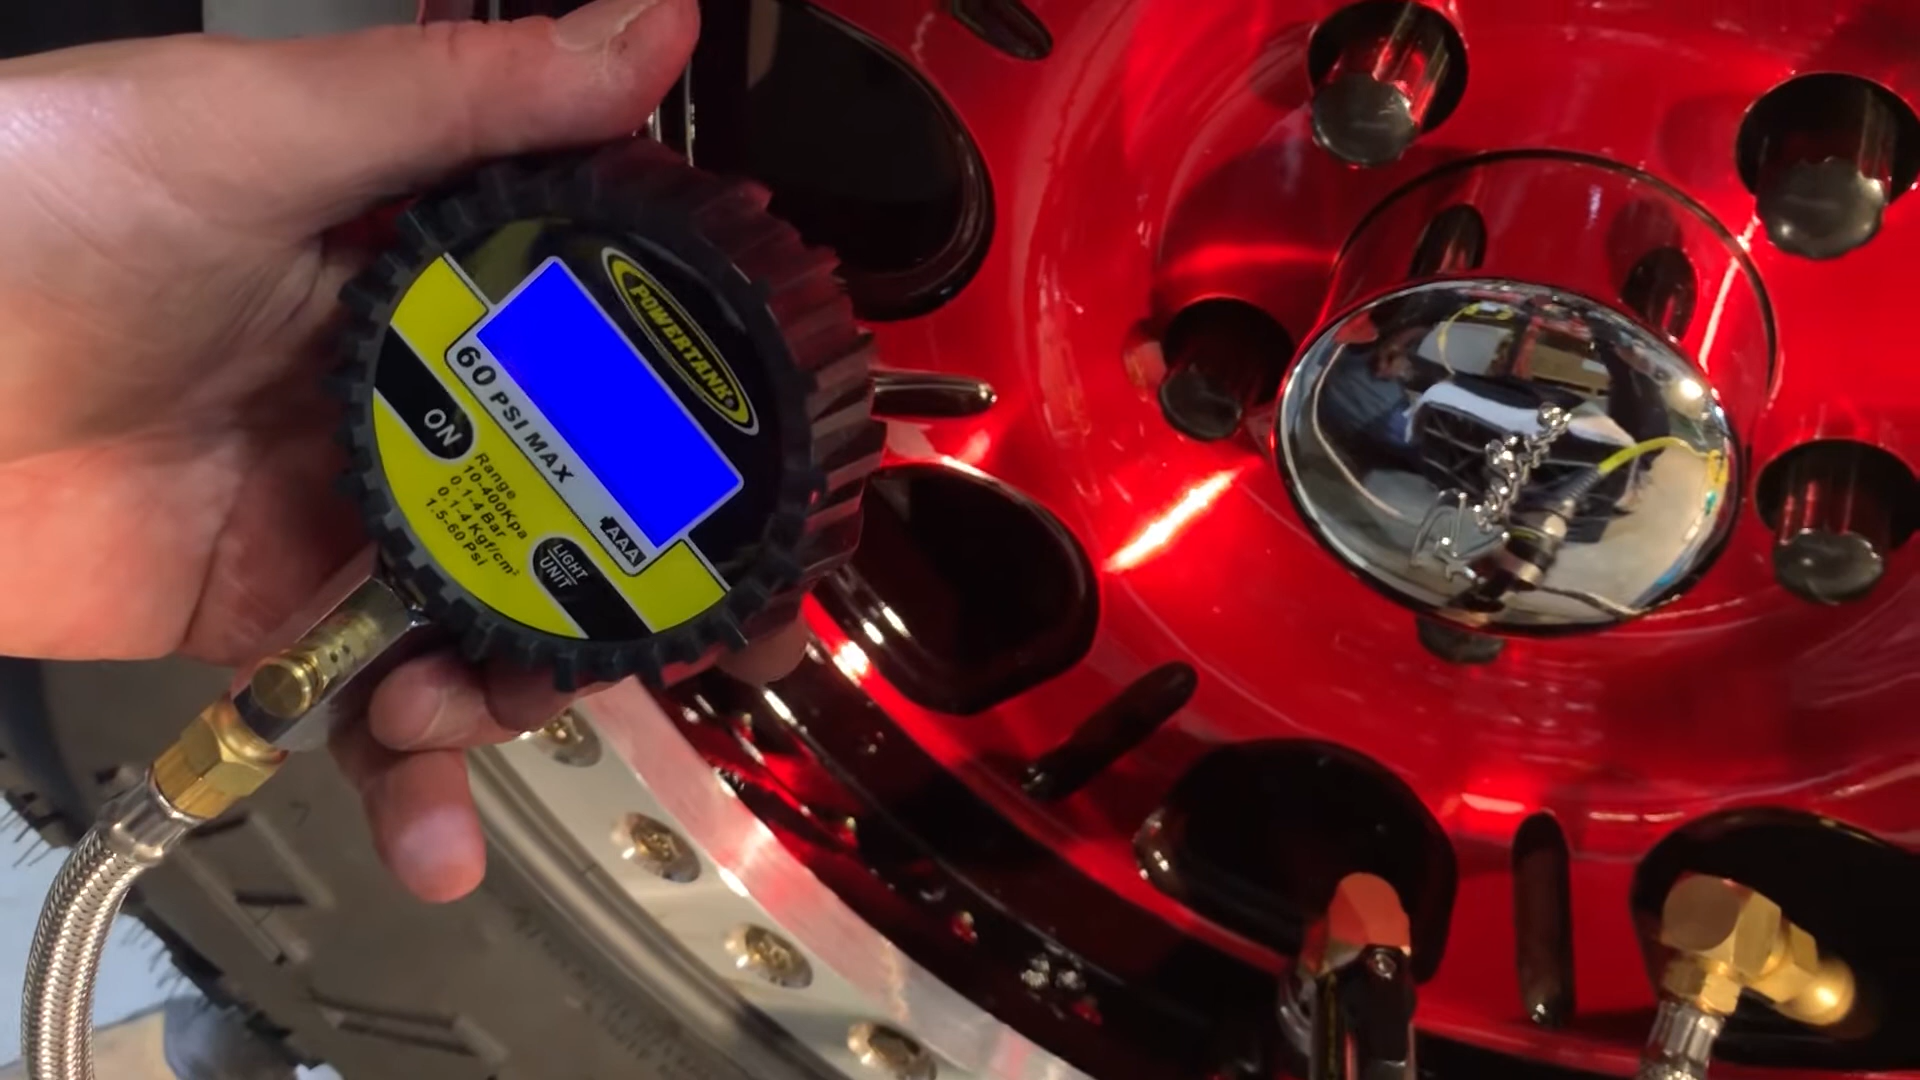 POWERTANK®
60 PSI MAX
AAA
ON
Range
10-400Kpa
0.1-4 Bar
0.1-4 Kgf/cm²
1.5-60 Psi
LIGHT
UNIT